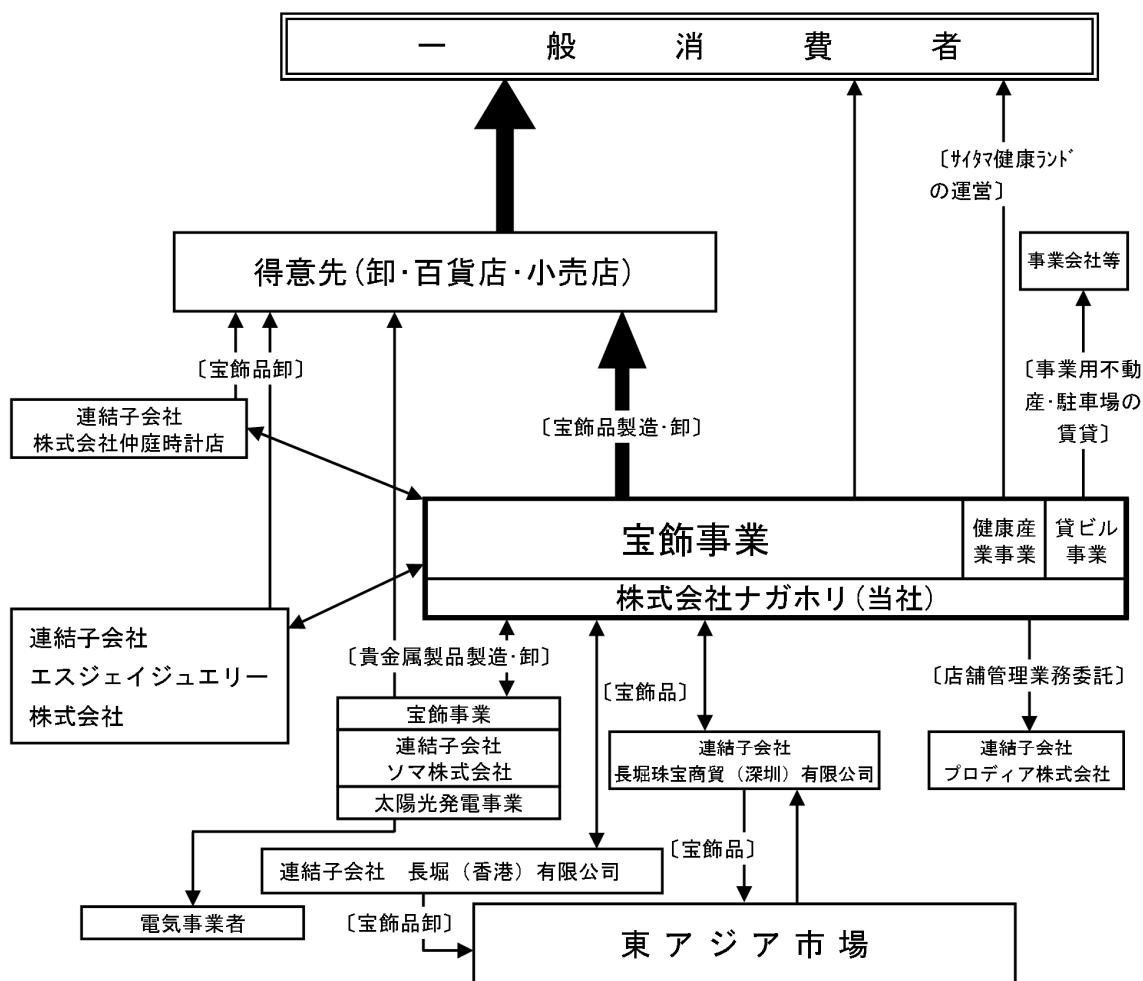 一般消費者
〔ｻｲﾀﾏ健康ﾗﾝﾄﾞ
の運営〕
得意先(卸・百貨店・小売店)
事業会社等
〔宝飾品卸〕
〔事業用不動
産・駐車場の
賃貸〕
連結子会社
株式会社仲庭時計店
〔宝飾品製造・卸〕
宝飾事業
健康産
業事業
貸ビル
事業
株式会社ナガホリ(当社)
連結子会社
エスジェイジュエリー
株式会社
〔貴金属製品製造・卸〕
〔宝飾品〕
〔店舗管理業務委託〕
宝飾事業
連結子会社
ソマ株式会社
太陽光発電事業
連結子会社
長堀珠宝商貿（深圳）有限公司
連結子会社
プロディア株式会社
〔宝飾品〕
連結子会社　長堀（香港）有限公司
電気事業者
〔宝飾品卸〕
東アジア市場